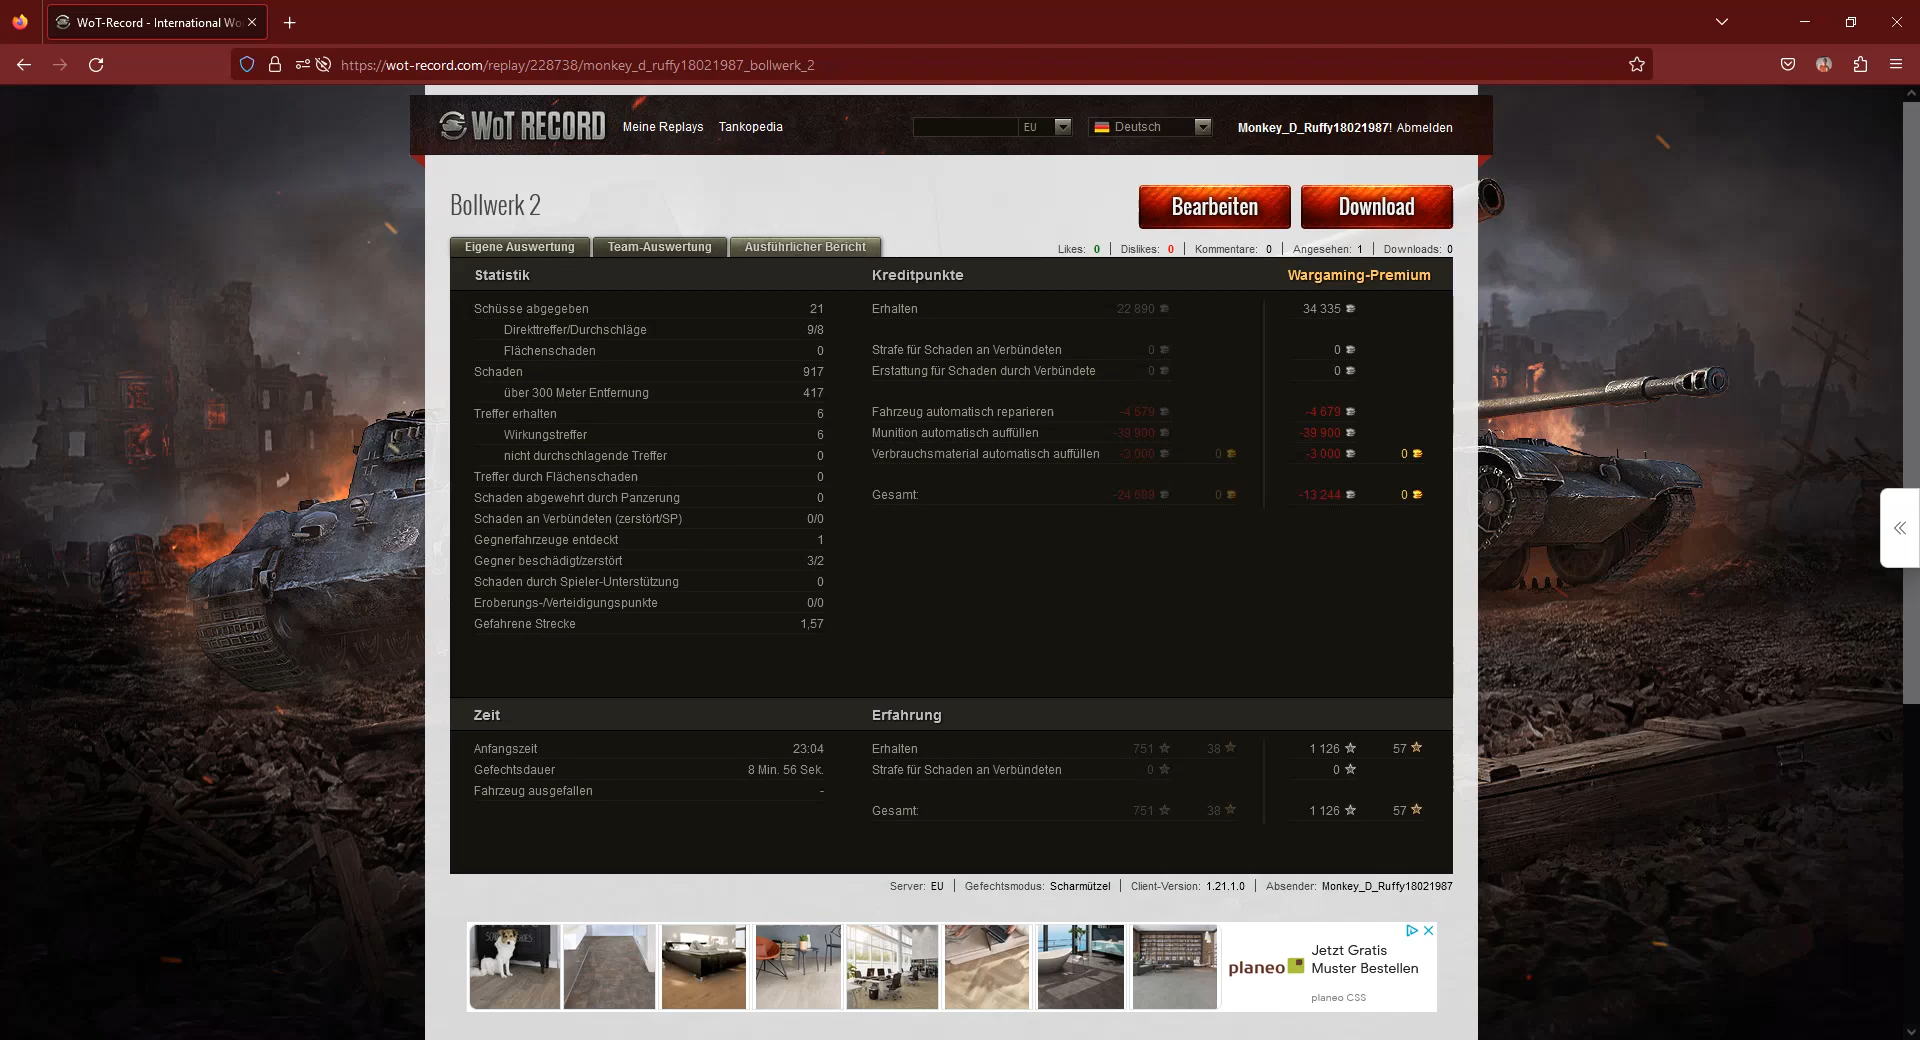 WoT-Record - International Wo
https://wot-record.com/replay/228738/monkey_d_ruffy18021987_bollwerk_2
WoT RECORD
Meine Replays Tankopedia
EU
Deutsch
Monkey_D_Ruffy18021987! Abmelden
Bollwerk 2
Bearbeiten
Download
Eigene Auswertung Team-Auswertung Ausführlicher Bericht
Likes: 0 | Dislikes: 0 | Kommentare: 0 | Angesehen: 1 | Downloads: 0
Statistik Kreditpunkte Wargaming-Premium
Schüsse abgegeben 21 Erhalten 22 890 34 335
Direkttreffer/Durchschläge 9/8
Flächenschaden 0 Strafe für Schaden an Verbündeten 0 0
Schaden 917 Erstattung für Schaden durch Verbündete 0 0
über 300 Meter Entfernung 417
Treffer erhalten 6 Fahrzeug automatisch reparieren -4 679 -4 679
Wirkungstreffer 6 Munition automatisch auffüllen -39 900 -39 900
nicht durchschlagende Treffer 0 Verbrauchsmaterial automatisch auffüllen -3 000 0 -3 000 0
Treffer durch Flächenschaden 0
Schaden abgewehrt durch Panzerung 0 Gesamt: -24 689 0 -13 244 0
Schaden an Verbündeten (zerstört/SP) 0/0
Gegnerfahrzeuge entdeckt 1
Gegner beschädigt/zerstört 3/2
Schaden durch Spieler-Unterstützung 0
Eroberungs-/Verteidigungspunkte 0/0
Gefahrene Strecke 1,57
Zeit Erfahrung
Anfangszeit 23:04 Erhalten 751 38 1 126 57
Gefechtsdauer 8 Min. 56 Sek. Strafe für Schaden an Verbündeten 0 0
Fahrzeug ausgefallen -
Gesamt: 751 38 1 126 57
Server: EU | Gefechtsmodus: Scharmützel | Client-Version: 1.21.1.0 | Absender: Monkey_D_Ruffy18021987
planeo
Jetzt Gratis
Muster Bestellen
planeo CSS